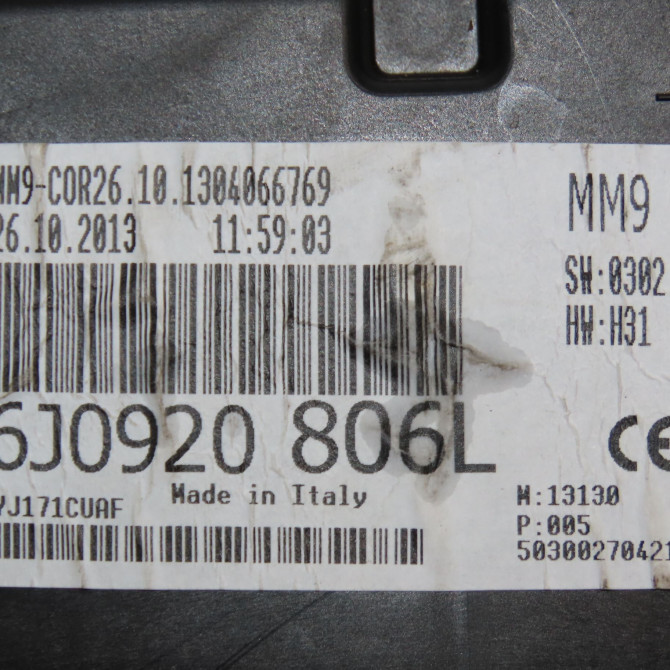 MM9-COR26.10.1304066769
26.10.2013 11:59:03
MM9
SW:0302
HW:H31
6J0920 806L
CE
YJ171CUAF
Made in Italy
M:13130
P:005
50300270421